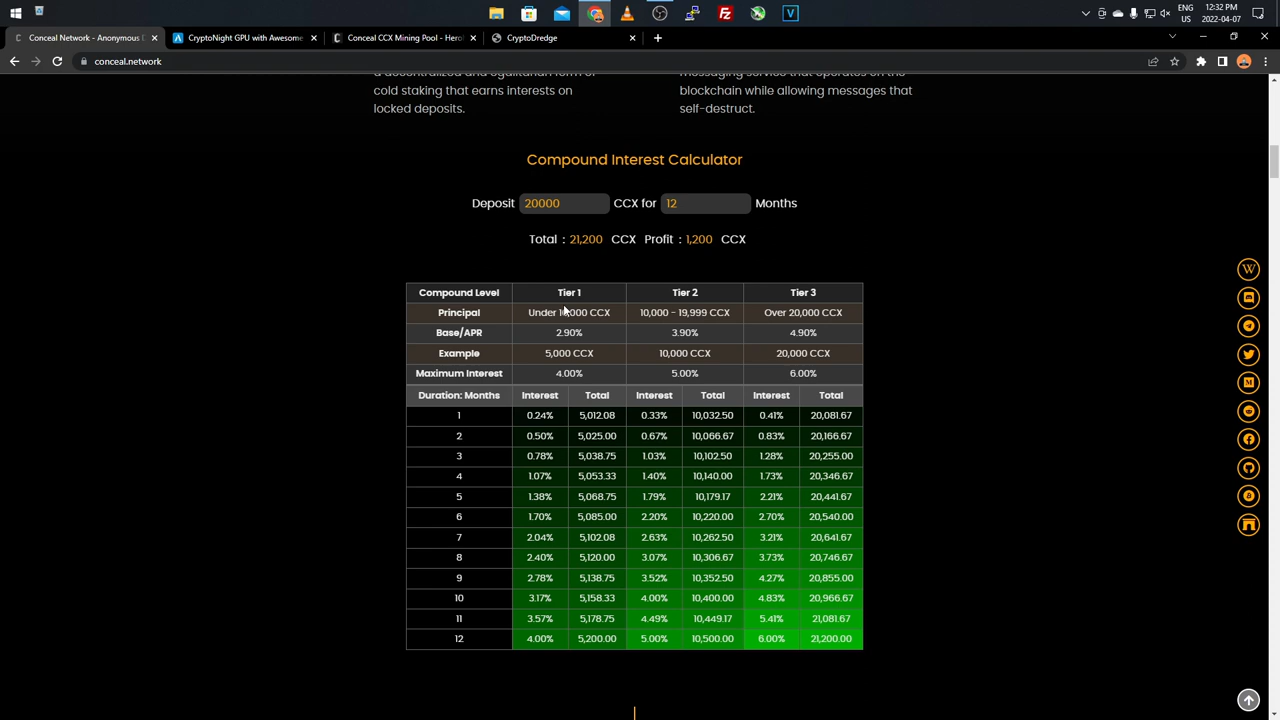 ENG
US
12:32 PM
2022-04-07
Conceal Network - Anonymous
CryptoNight GPU with Awesome
Conceal CCX Mining Pool - Hero
CryptoDredge
conceal.network
a decentralized and egalitarian form of
cold staking that earns interests on
locked deposits.
messaging service that operates on the
blockchain while allowing messages that
self-destruct.
Compound Interest Calculator
Deposit 20000 CCX for 12 Months
Total : 21,200 CCX Profit : 1,200 CCX
Compound Level Tier 1 Tier 2 Tier 3
Principal Under 10,000 CCX 10,000 - 19,999 CCX Over 20,000 CCX
Base/APR 2.90% 3.90% 4.90%
Example 5,000 CCX 10,000 CCX 20,000 CCX
Maximum Interest 4.00% 5.00% 6.00%
Duration: Months Interest Total Interest Total Interest Total
1 0.24% 5,012.08 0.33% 10,032.50 0.41% 20,081.67
2 0.50% 5,025.00 0.67% 10,066.67 0.83% 20,166.67
3 0.78% 5,038.75 1.03% 10,102.50 1.28% 20,255.00
4 1.07% 5,053.33 1.40% 10,140.00 1.73% 20,346.67
5 1.38% 5,068.75 1.79% 10,179.17 2.21% 20,441.67
6 1.70% 5,085.00 2.20% 10,220.00 2.70% 20,540.00
7 2.04% 5,102.08 2.63% 10,262.50 3.21% 20,641.67
8 2.40% 5,120.00 3.07% 10,306.67 3.73% 20,746.67
9 2.78% 5,138.75 3.52% 10,352.50 4.27% 20,855.00
10 3.17% 5,158.33 4.00% 10,400.00 4.83% 20,966.67
11 3.57% 5,178.75 4.49% 10,449.17 5.41% 21,081.67
12 4.00% 5,200.00 5.00% 10,500.00 6.00% 21,200.00